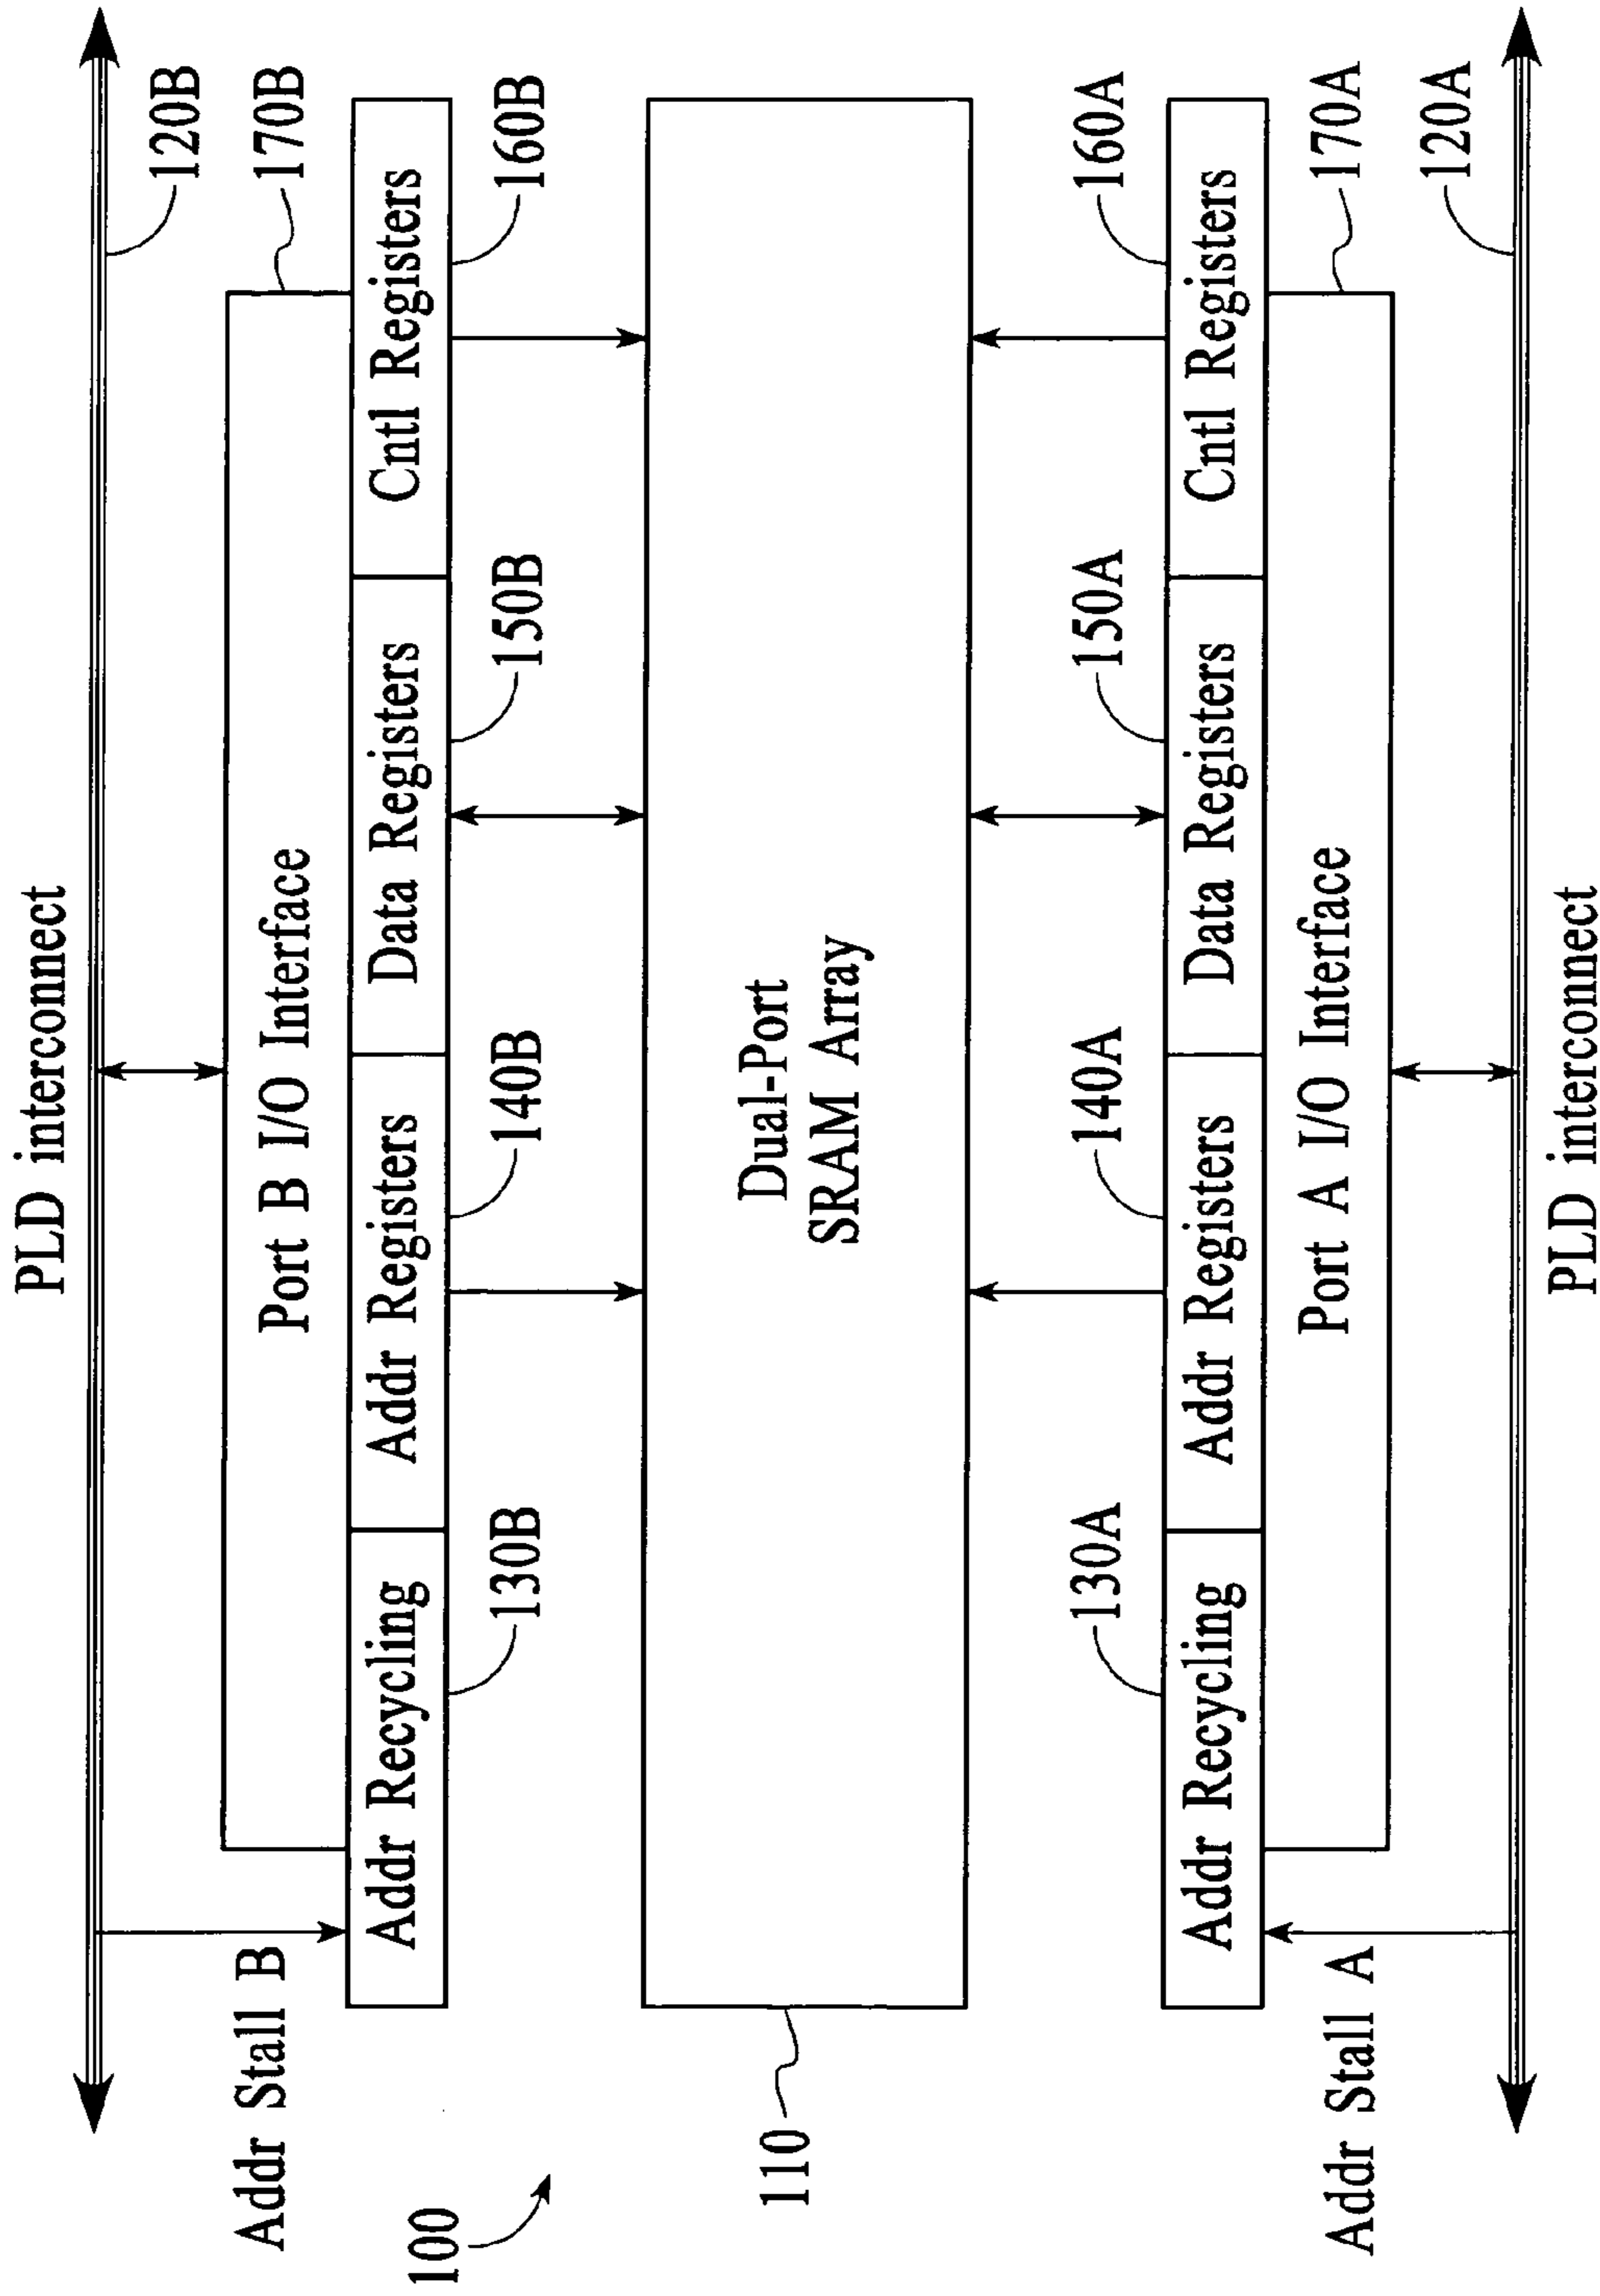 PLD interconnect
120B
170B
Port B I/O Interface
Addr Stall B
Addr Recycling
Addr Registers
Data Registers
Cntl Registers
130B
140B
150B
160B
100
110
Dual-Port
SRAM Array
130A
140A
150A
160A
Addr Recycling
Addr Registers
Data Registers
Cntl Registers
Port A I/O Interface
Addr Stall A
170A
120A
PLD interconnect